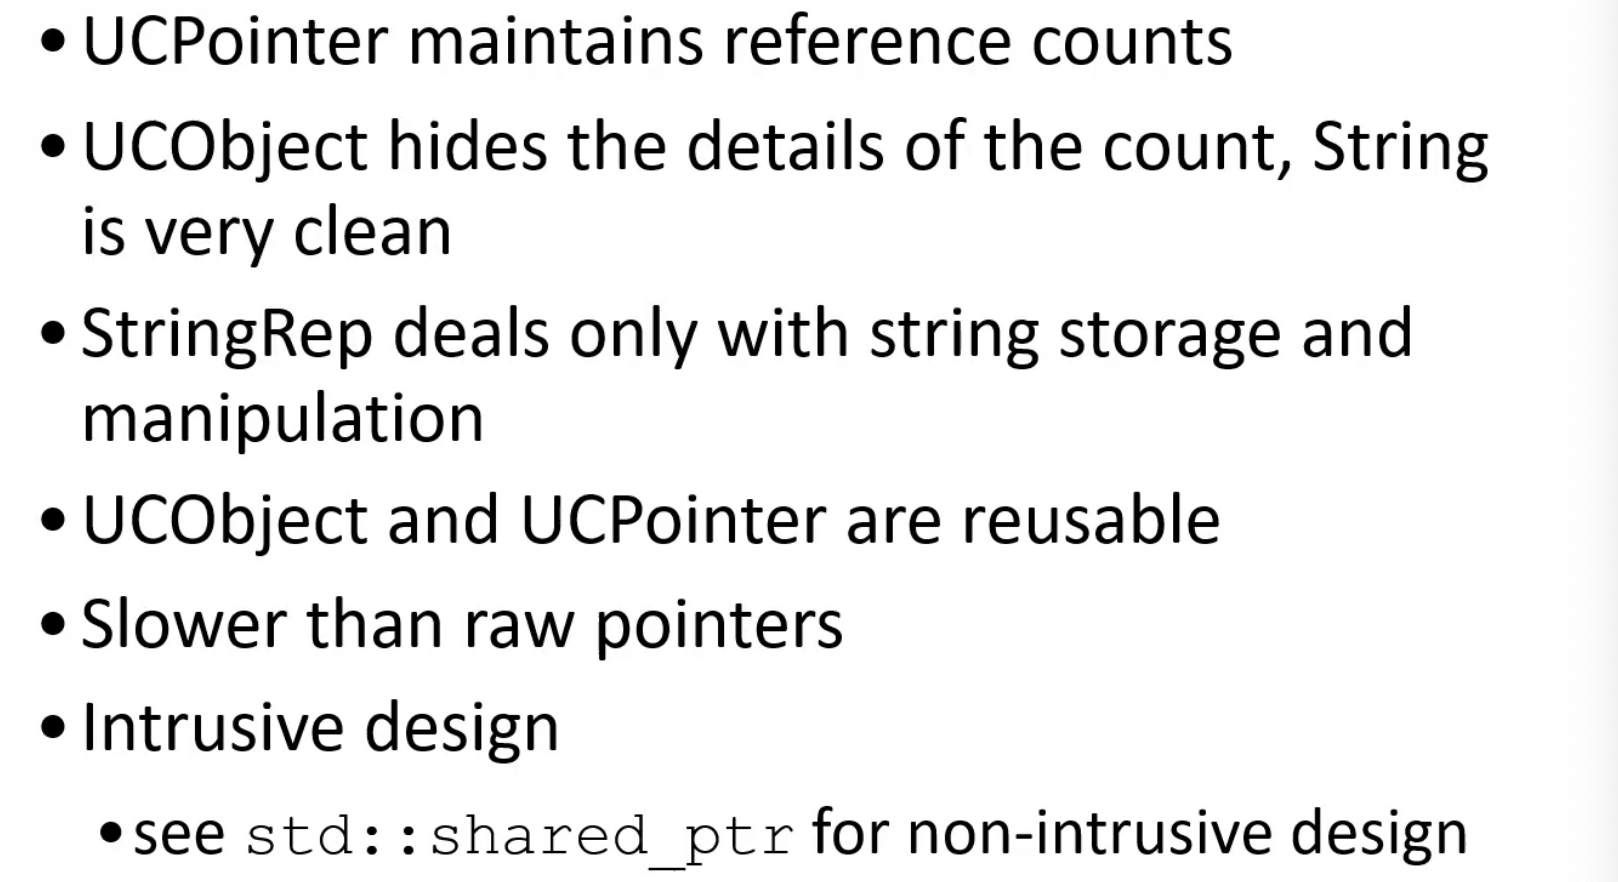 • UCPointer maintains reference counts
• UCObject hides the details of the count, String
is very clean
• StringRep deals only with string storage and
manipulation
• UCObject and UCPointer are reusable
• Slower than raw pointers
• Intrusive design
• see std::shared_ptr for non-intrusive design